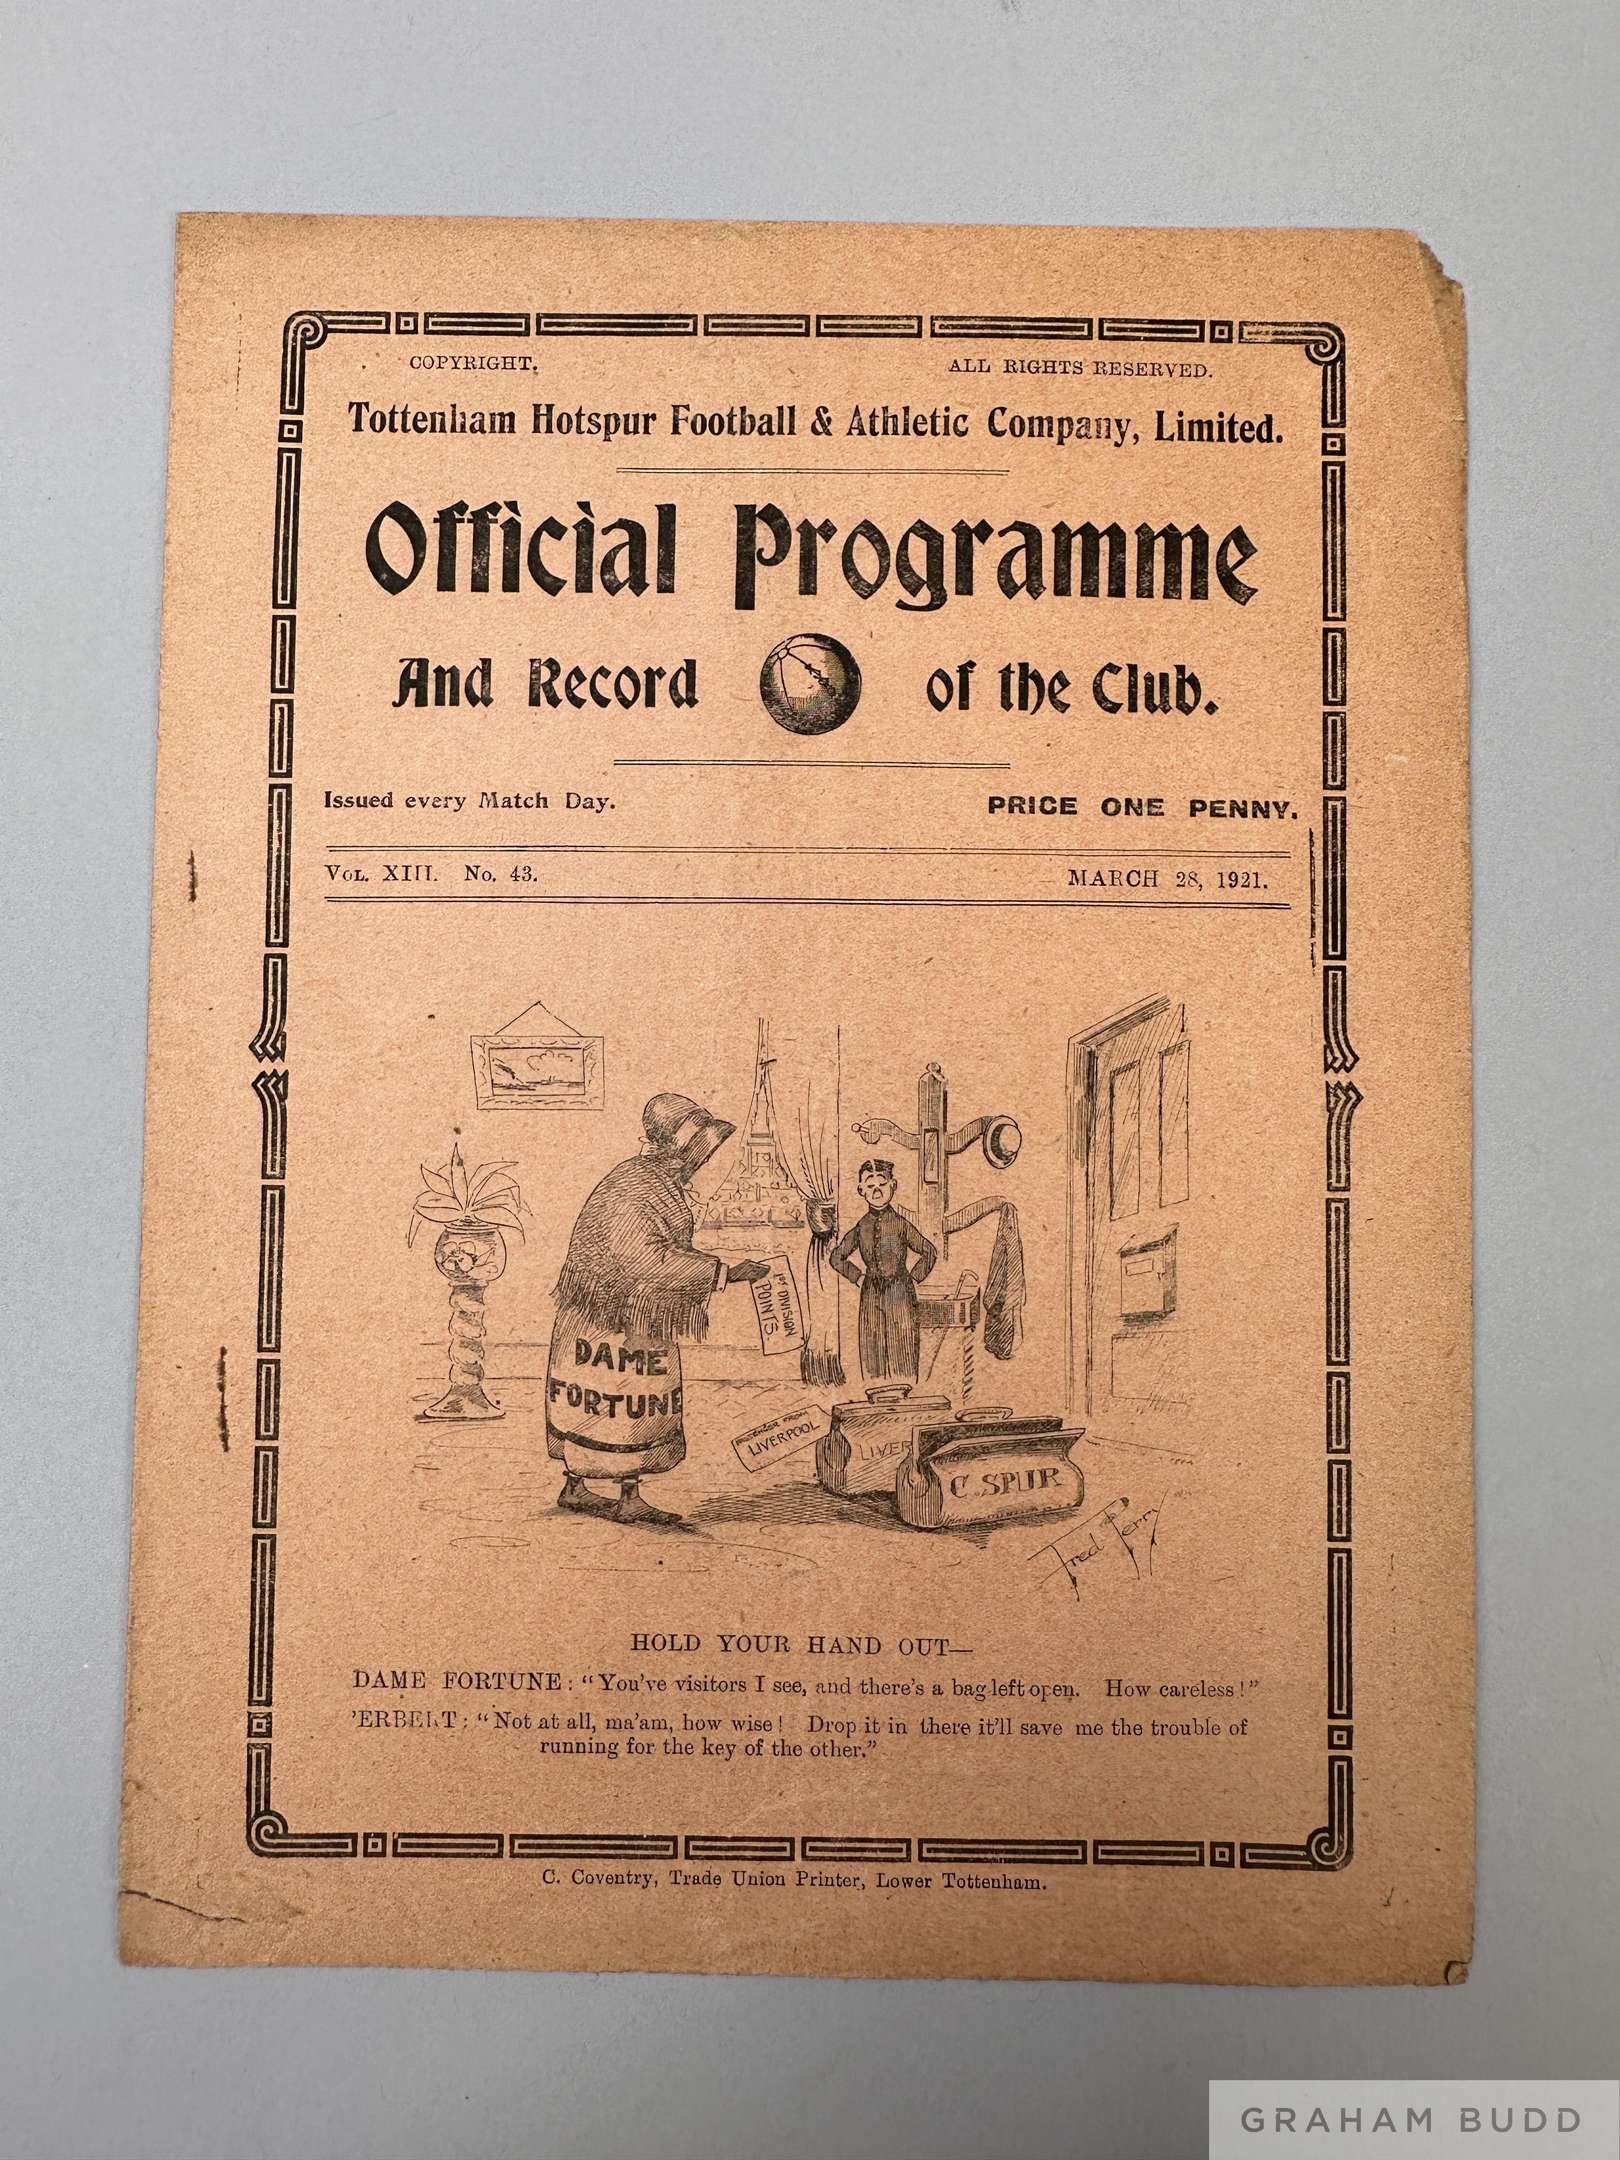 COPYRIGHT. ALL RIGHTS RESERVED.
Tottenham Hotspur Football & Athletic Company, Limited.
Official Programme
And Record of the Club.
Issued every Match Day. PRICE ONE PENNY.
VOL. XIII. No. 43. MARCH 28, 1921.
1ST DIVISION
POINTS.
DAME
FORTUNE
FROM
LIVERPOOL
LIVER
C. SPUR
Fred Perry
HOLD YOUR HAND OUT—
DAME FORTUNE: "You've visitors I see, and there's a bag left open. How careless!"
'ERBERT: "Not at all, ma'am, how wise! Drop it in there it'll save me the trouble of
running for the key of the other."
C. Coventry, Trade Union Printer, Lower Tottenham.
GRAHAM BUDD